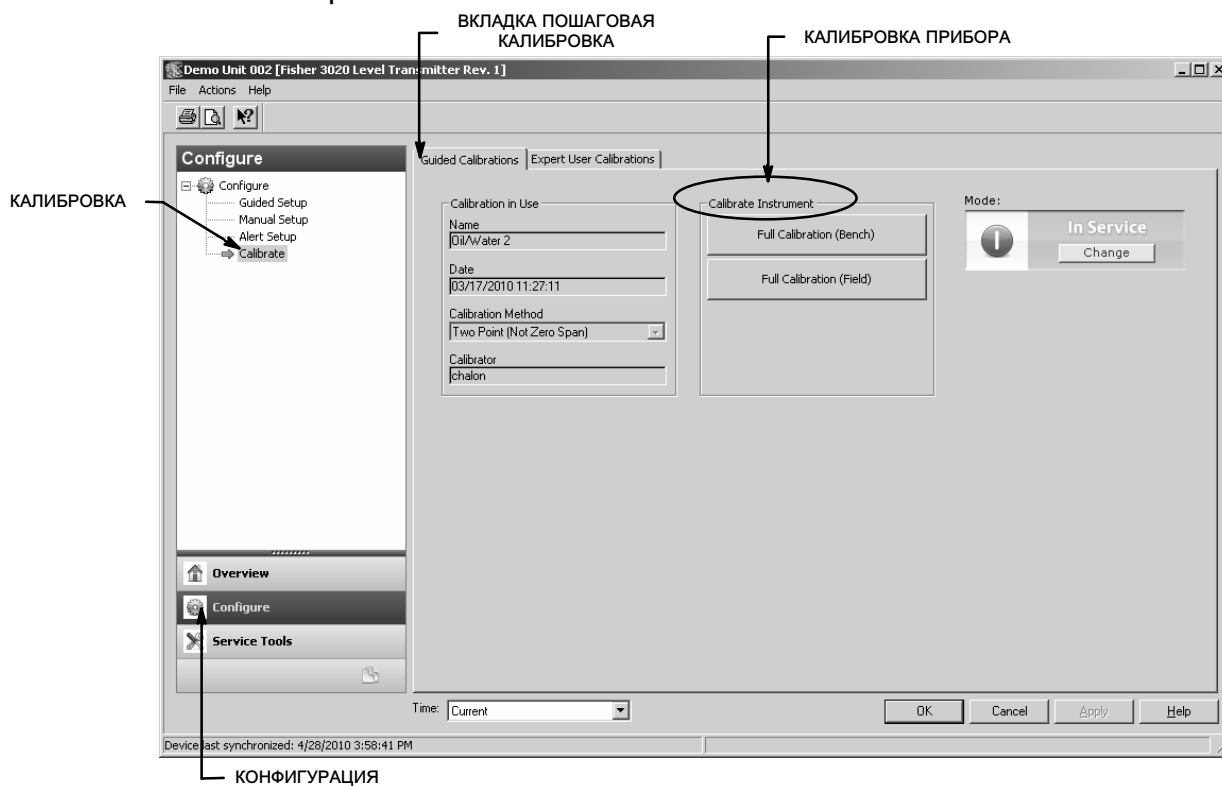 ВКЛАДКА ПОШАГОВАЯ
КАЛИБРОВКА
КАЛИБРОВКА ПРИБОРА
Demo Unit 002 [Fisher 3020 Level Transmitter Rev. 1]
File Actions Help
Configure
Guided Calibrations
Expert User Calibrations
КАЛИБРОВКА
Configure
Guided Setup
Manual Setup
Alert Setup
Calibrate
Calibration in Use
Name
Oil/Water 2
Date
03/17/2010 11:27:11
Calibration Method
Two Point (Not Zero Span)
Calibrator
chalon
Calibrate Instrument
Full Calibration (Bench)
Full Calibration (Field)
Mode:
In Service
Change
Overview
Configure
Service Tools
Time: Current
OK
Cancel
Apply
Help
Device last synchronized: 4/28/2010 3:58:41 PM
КОНФИГУРАЦИЯ